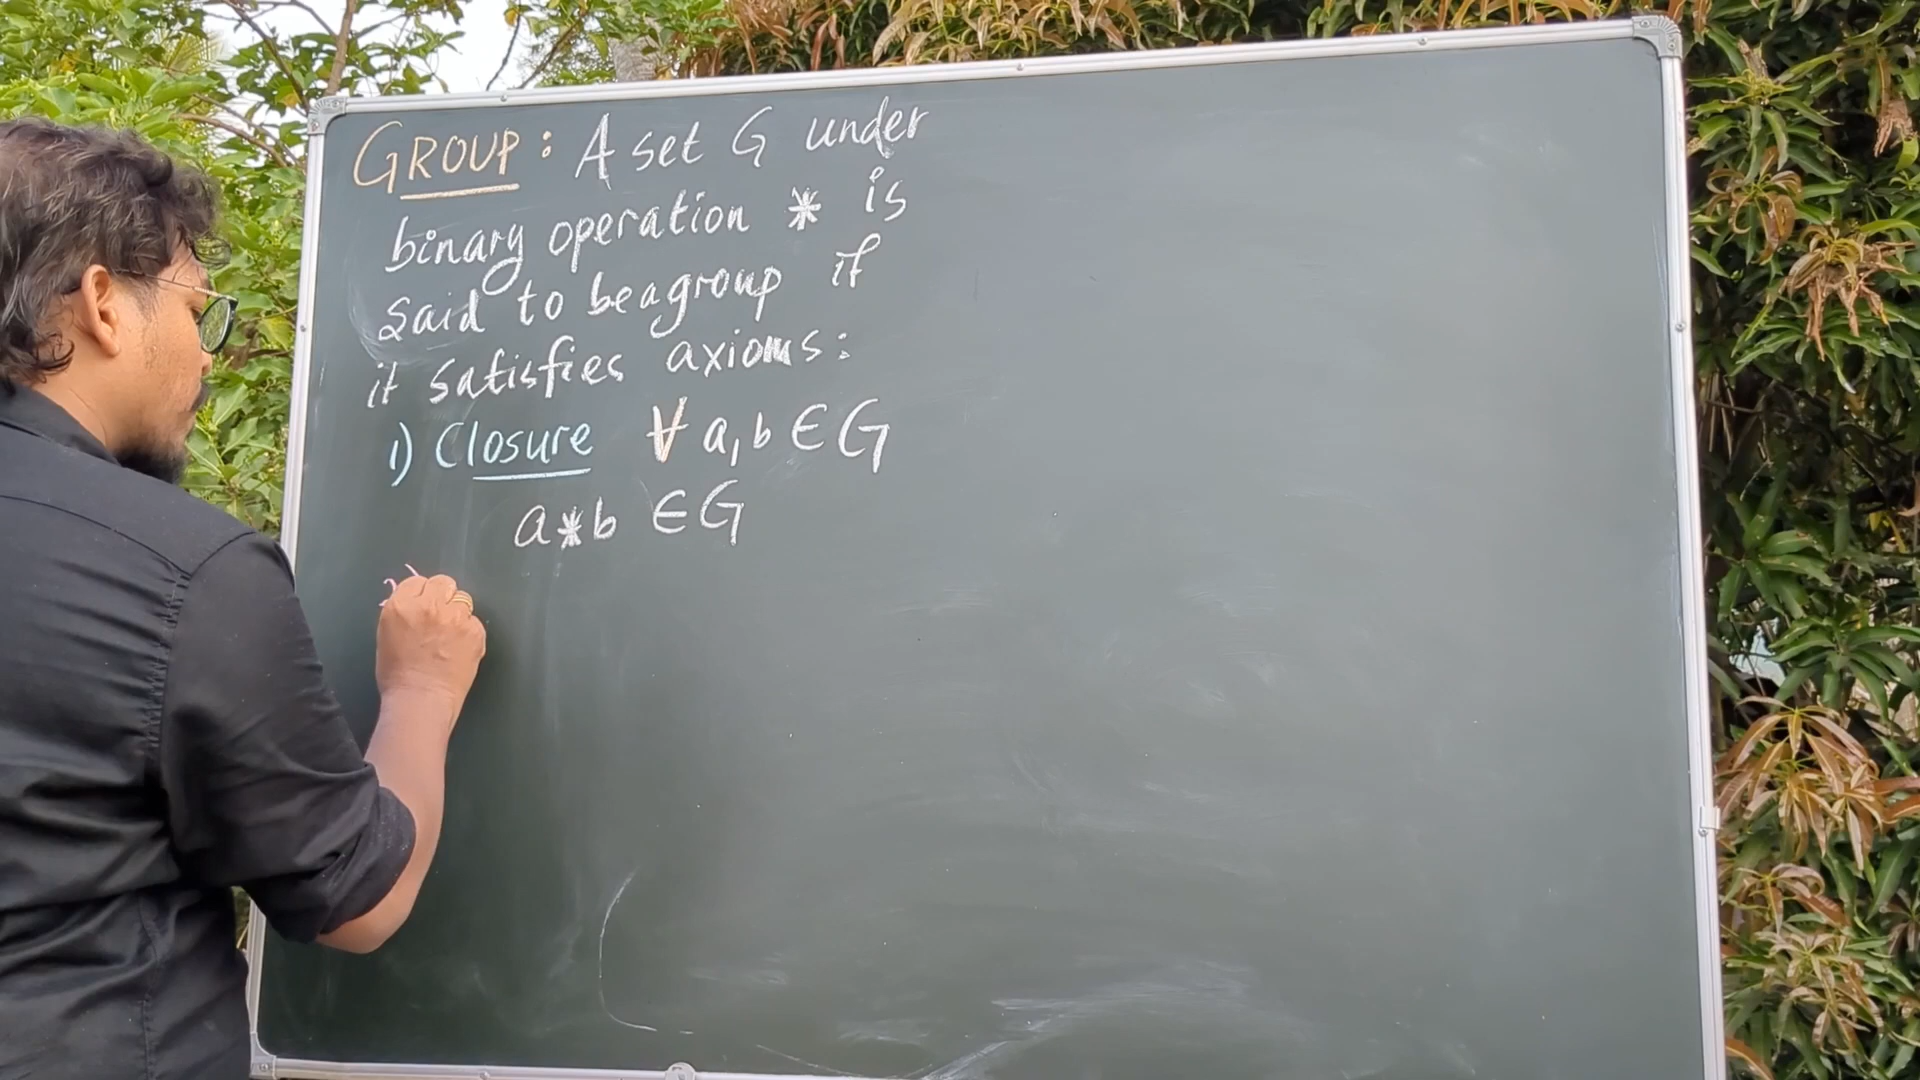 GROUP : A set G under
binary operation * is
said to be a group if
it satisfies axioms :
1) Closure ∀ a, b ∈ G
a * b ∈ G